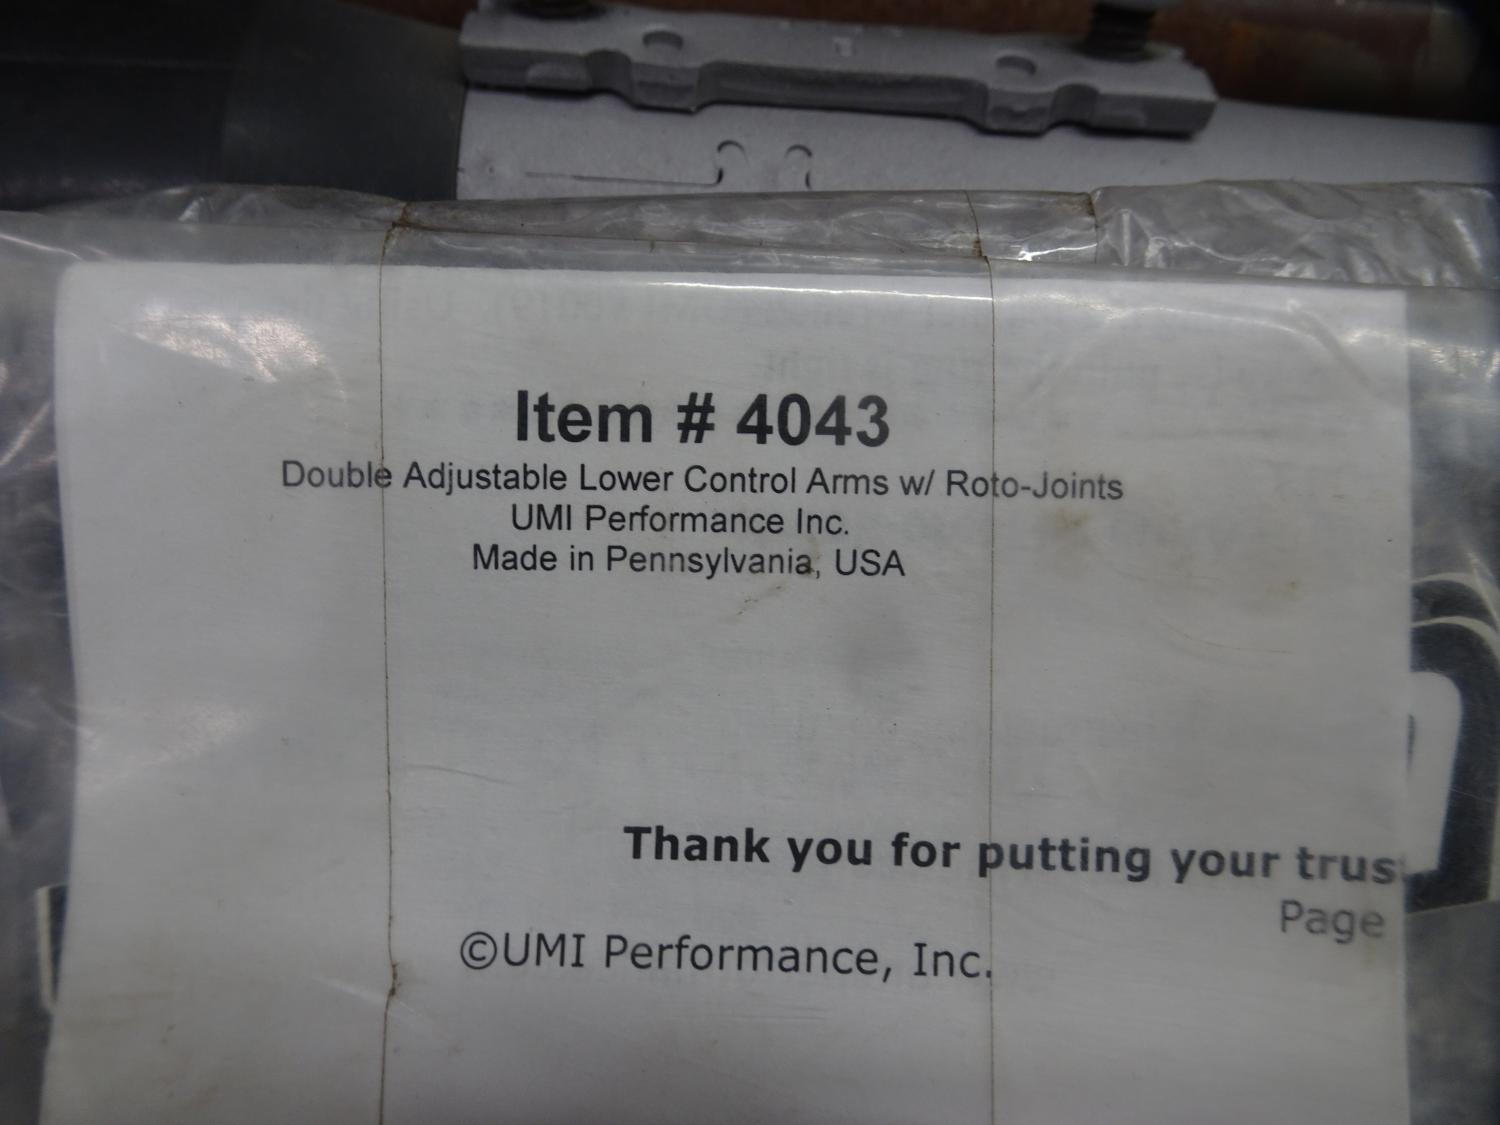 Item # 4043
Double Adjustable Lower Control Arms w/ Roto-Joints
UMI Performance Inc.
Made in Pennsylvania, USA
Thank you for putting your trus
Page
©UMI Performance, Inc.